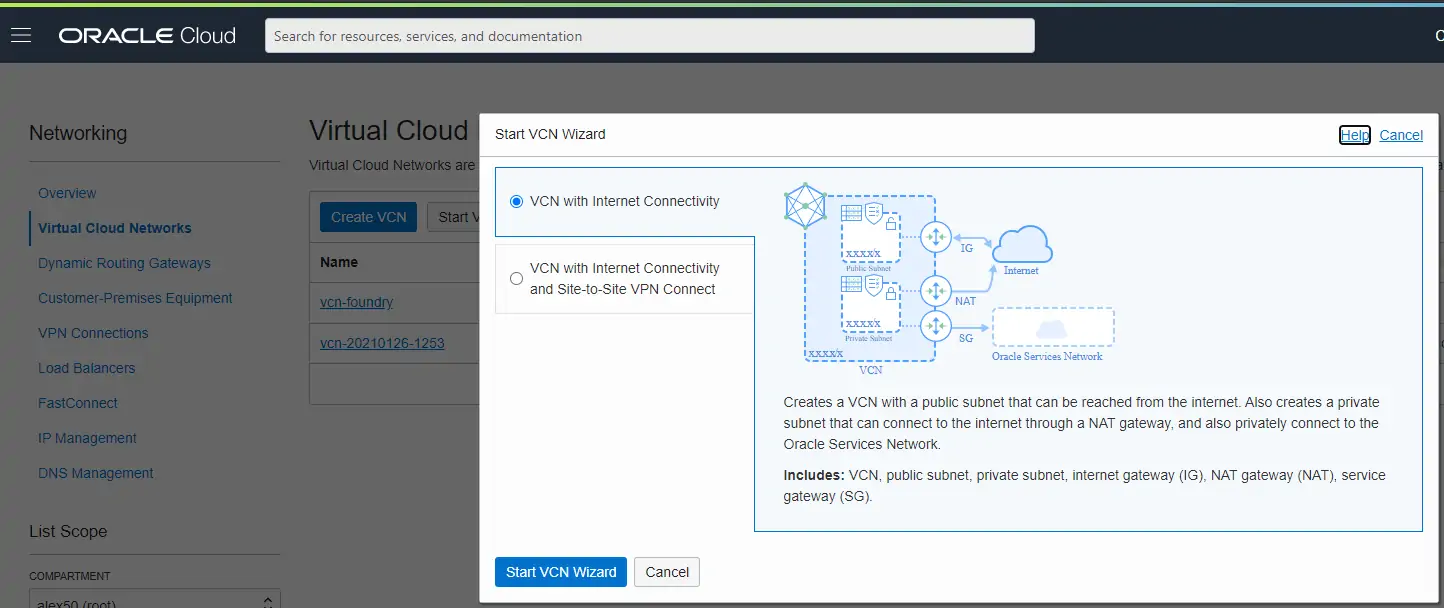 ORACLE Cloud
Search for resources, services, and documentation
Networking
Overview
Virtual Cloud Networks
Dynamic Routing Gateways
Customer-Premises Equipment
VPN Connections
Load Balancers
FastConnect
IP Management
DNS Management
List Scope
COMPARTMENT
alex50 (root)
Virtual Cloud
Virtual Cloud Networks are
Create VCN
Start V
Name
vcn-foundry
vcn-20210126-1253
Start VCN Wizard
Help
Cancel
VCN with Internet Connectivity
VCN with Internet Connectivity
and Site-to-Site VPN Connect
xxxx/x
Public Subnet
xxxx/x
Private Subnet
xxxx/x
VCN
IG
Internet
NAT
SG
Oracle Services Network
Creates a VCN with a public subnet that can be reached from the internet. Also creates a private
subnet that can connect to the internet through a NAT gateway, and also privately connect to the
Oracle Services Network.
Includes: VCN, public subnet, private subnet, internet gateway (IG), NAT gateway (NAT), service
gateway (SG).
Start VCN Wizard
Cancel